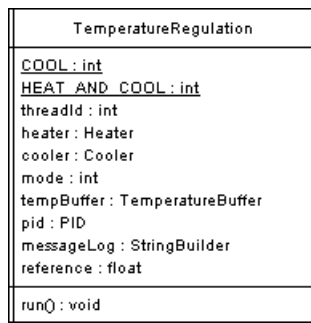 TemperatureRegulation
COOL : int
HEAT_AND_COOL : int
threadId : int
heater : Heater
cooler : Cooler
mode : int
tempBuffer : TemperatureBuffer
pid : PID
messageLog : StringBuilder
reference : float
run() : void